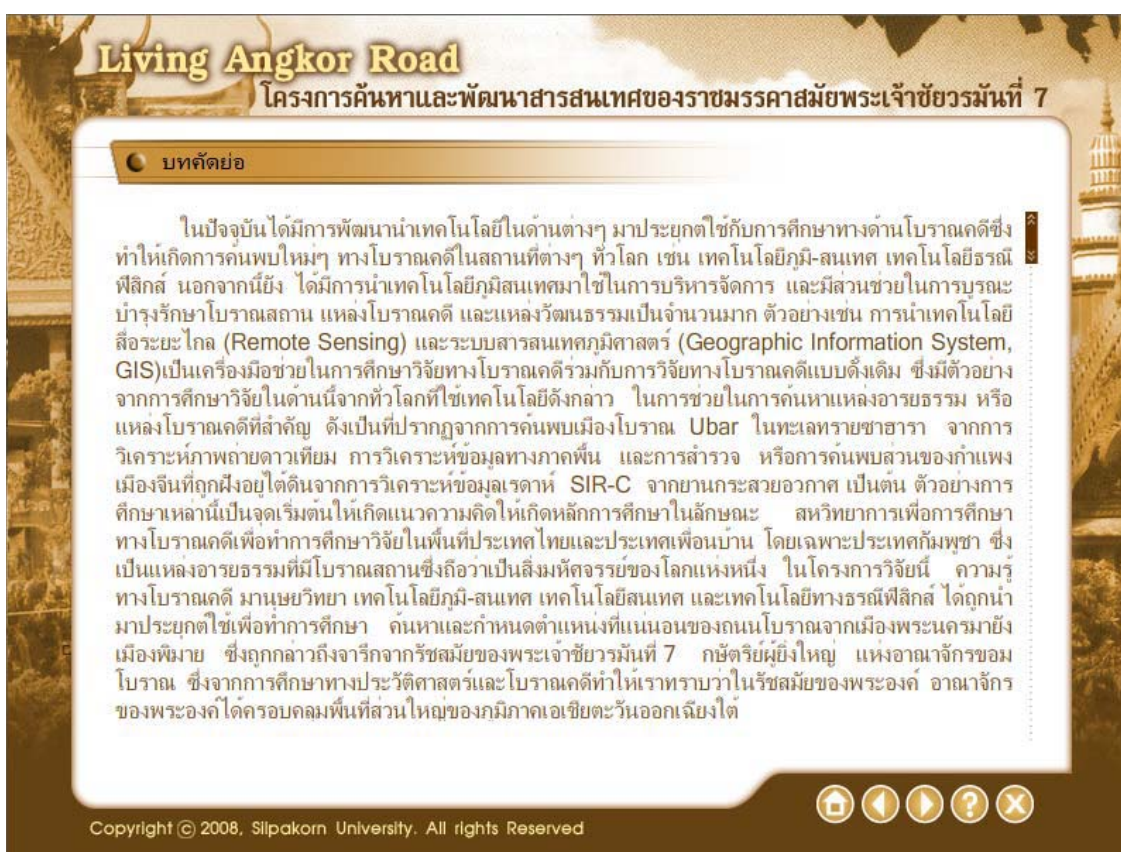 Living Angkor Road
โครงการค้นหาและพัฒนาสารสนเทศของราชมรรคาสมัยพระเจ้าชัยวรมันที่ 7
บทคัดย่อ
ในปัจจุบันได้มีการพัฒนานำเทคโนโลยีในด้านต่างๆ มาประยุกต์ใช้กับการศึกษาทางด้านโบราณคดีซึ่ง
ทำให้เกิดการค้นพบใหม่ๆ ทางโบราณคดีในสถานที่ต่างๆ ทั่วโลก เช่น เทคโนโลยีภูมิ-สนเทศ เทคโนโลยีธรณี
ฟิสิกส์ นอกจากนี้ยัง ได้มีการนำเทคโนโลยีภูมิสนเทศมาใช้ในการบริหารจัดการ และมีส่วนช่วยในการบูรณะ
บำรุงรักษาโบราณสถาน แหล่งโบราณคดี และแหล่งวัฒนธรรมเป็นจำนวนมาก ตัวอย่างเช่น การนำเทคโนโลยี
สื่อระยะไกล (Remote Sensing) และระบบสารสนเทศภูมิศาสตร์ (Geographic Information System,
GIS)เป็นเครื่องมือช่วยในการศึกษาวิจัยทางโบราณคดีร่วมกับการวิจัยทางโบราณคดีแบบดั้งเดิม ซึ่งมีตัวอย่าง
จากการศึกษาวิจัยในด้านนี้จากทั่วโลกที่ใช้เทคโนโลยีดังกล่าว ในการช่วยในการค้นหาแหล่งอารยธรรม หรือ
แหล่งโบราณคดีที่สำคัญ ดังเป็นที่ปรากฏจากการค้นพบเมืองโบราณ Ubar ในทะเลทรายซาฮารา จากการ
วิเคราะห์ภาพถ่ายดาวเทียม การวิเคราะห์ข้อมูลทางภาคพื้น และการสำรวจ หรือการค้นพบส่วนของกำแพง
เมืองจีนที่ถูกฝังอยู่ใต้ดินจากการวิเคราะห์ข้อมูลเรดาห์ SIR-C จากยานกระสวยอวกาศ เป็นต้น ตัวอย่างการ
ศึกษาเหล่านี้เป็นจุดเริ่มต้นให้เกิดแนวความคิดให้เกิดหลักการศึกษาในลักษณะ สหวิทยาการเพื่อการศึกษา
ทางโบราณคดีเพื่อทำการศึกษาวิจัยในพื้นที่ประเทศไทยและประเทศเพื่อนบ้าน โดยเฉพาะประเทศกัมพูชา ซึ่ง
เป็นแหล่งอารยธรรมที่มีโบราณสถานซึ่งถือว่าเป็นสิ่งมหัศจรรย์ของโลกแห่งหนึ่ง ในโครงการวิจัยนี้ ความรู้
ทางโบราณคดี มานุษยวิทยา เทคโนโลยีภูมิ-สนเทศ เทคโนโลยีสนเทศ และเทคโนโลยีทางธรณีฟิสิกส์ ได้ถูกนำ
มาประยุกต์ใช้เพื่อทำการศึกษา ค้นหาและกำหนดตำแหน่งที่แน่นอนของถนนโบราณจากเมืองพระนครมายัง
เมืองพิมาย ซึ่งถูกกล่าวถึงจารึกจากรัชสมัยของพระเจ้าชัยวรมันที่ 7 กษัตริย์ผู้ยิ่งใหญ่ แห่งอาณาจักรขอม
โบราณ ซึ่งจากการศึกษาทางประวัติศาสตร์และโบราณคดีทำให้เราทราบว่าในรัชสมัยของพระองค์ อาณาจักร
ของพระองค์ได้ครอบคลุมพื้นที่ส่วนใหญ่ของภูมิภาคเอเชียตะวันออกเฉียงใต้
Copyright © 2008, Silpakorn University. All rights Reserved